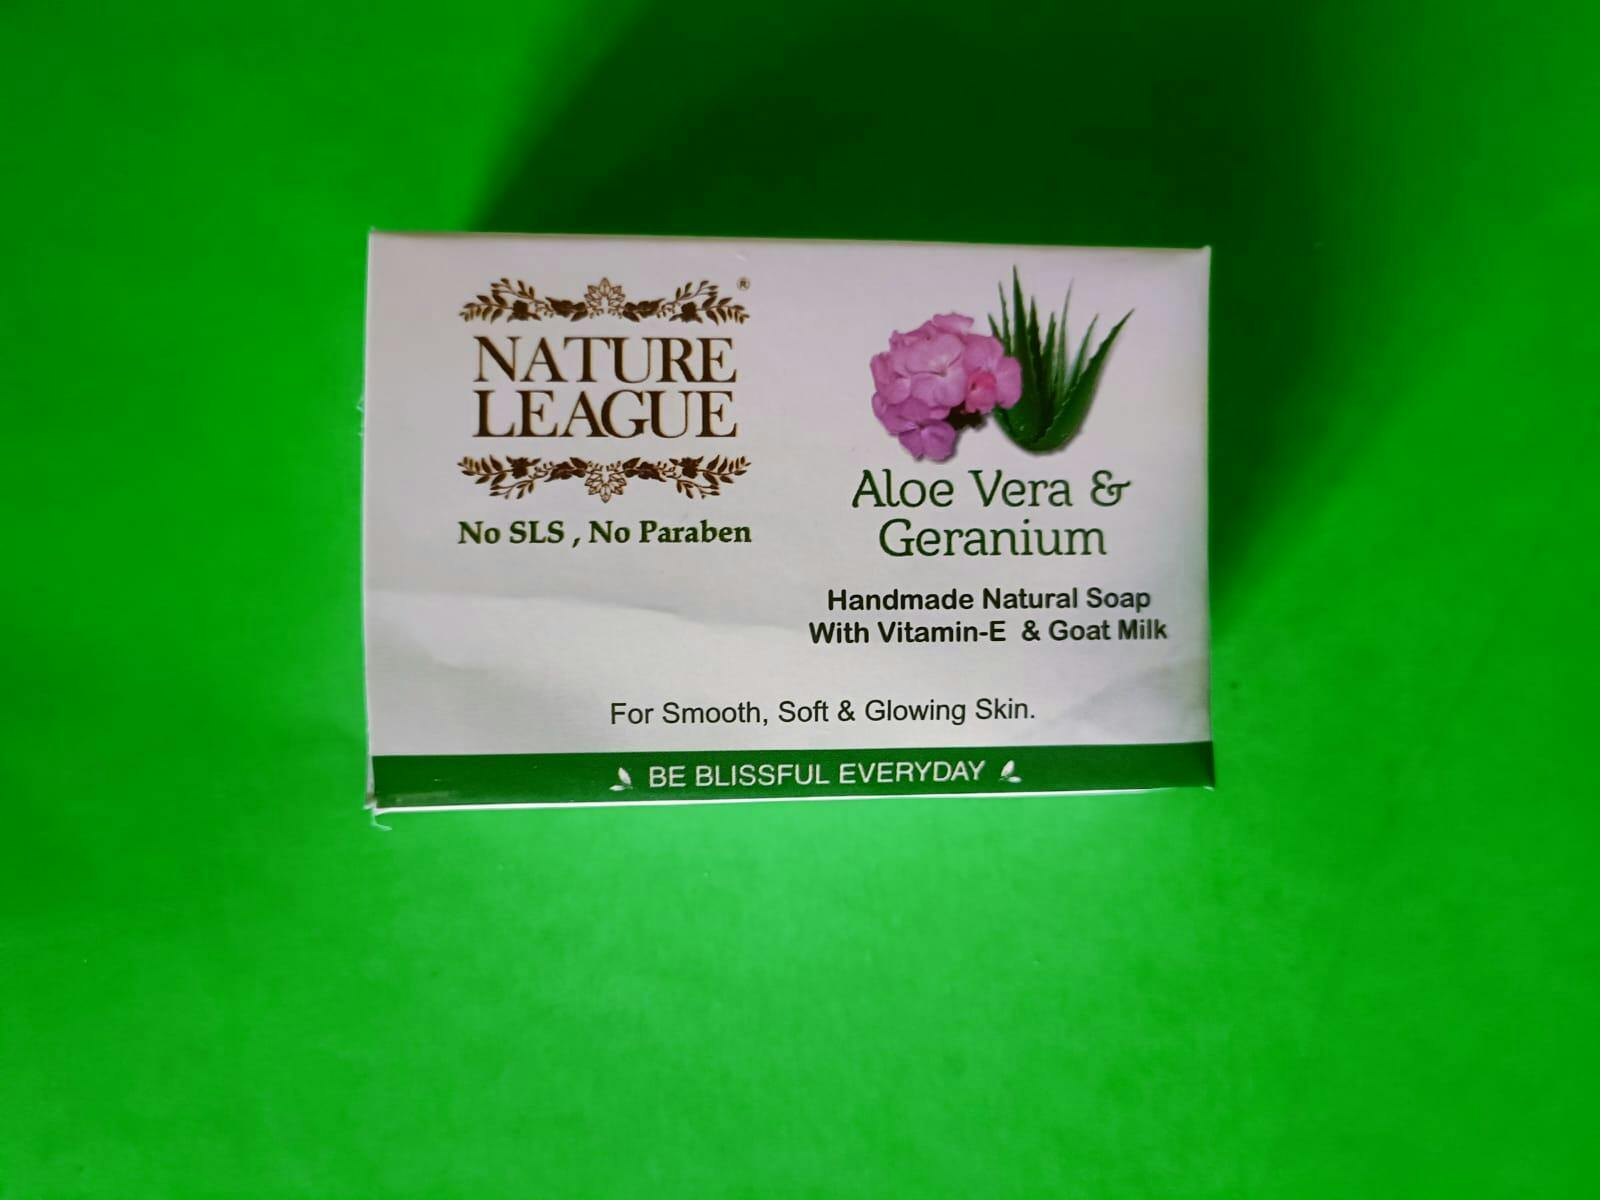 NATURE
LEAGUE
®
No SLS , No Paraben
Aloe Vera &
Geranium
Handmade Natural Soap
With Vitamin-E & Goat Milk
For Smooth, Soft & Glowing Skin.
BE BLISSFUL EVERYDAY